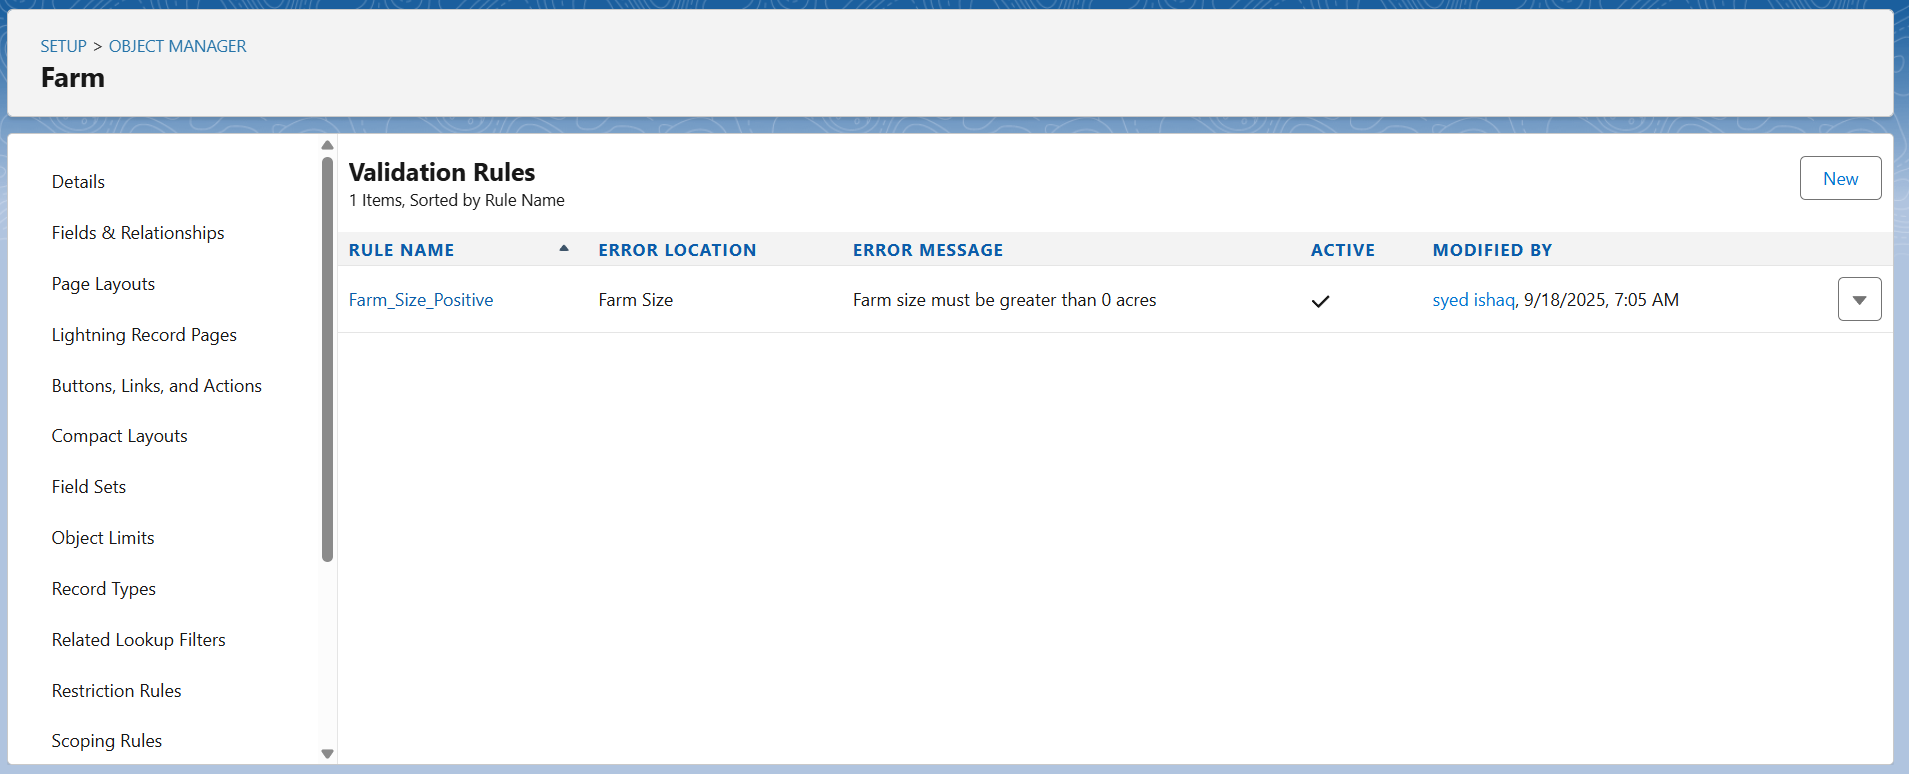 SETUP > OBJECT MANAGER
Farm
Details
Fields & Relationships
Page Layouts
Lightning Record Pages
Buttons, Links, and Actions
Compact Layouts
Field Sets
Object Limits
Record Types
Related Lookup Filters
Restriction Rules
Scoping Rules
Validation Rules
1 Items, Sorted by Rule Name
New
RULE NAME ERROR LOCATION ERROR MESSAGE ACTIVE MODIFIED BY
Farm_Size_Positive Farm Size Farm size must be greater than 0 acres syed ishaq, 9/18/2025, 7:05 AM